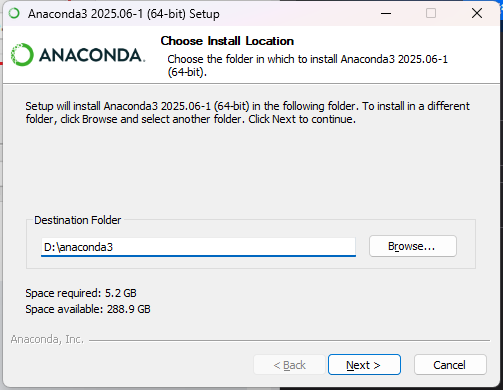 Anaconda3 2025.06-1 (64-bit) Setup
ANACONDA.
Choose Install Location
Choose the folder in which to install Anaconda3 2025.06-1
(64-bit).
Setup will install Anaconda3 2025.06-1 (64-bit) in the following folder. To install in a different
folder, click Browse and select another folder. Click Next to continue.
Destination Folder
D:\anaconda3
Browse...
Space required: 5.2 GB
Space available: 288.9 GB
Anaconda, Inc.
< Back
Next >
Cancel